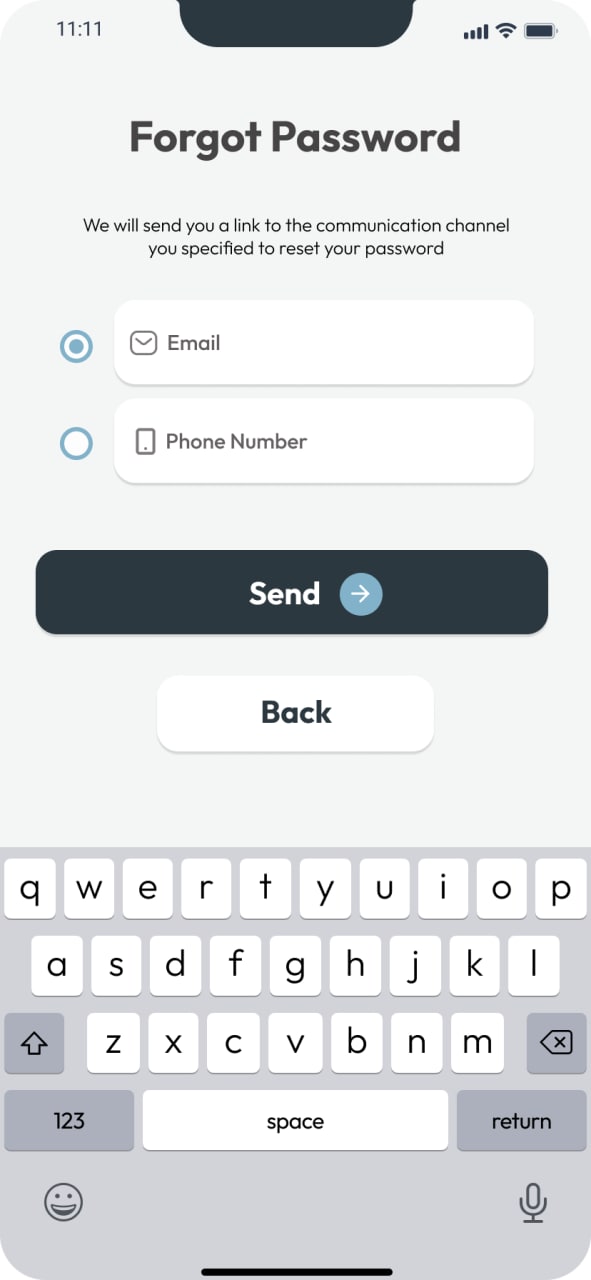 11:11
Forgot Password
We will send you a link to the communication channel
you specified to reset your password
Email
Phone Number
Send
Back
q w e r t y u i o p
a s d f g h j k l
z x c v b n m
123 space return